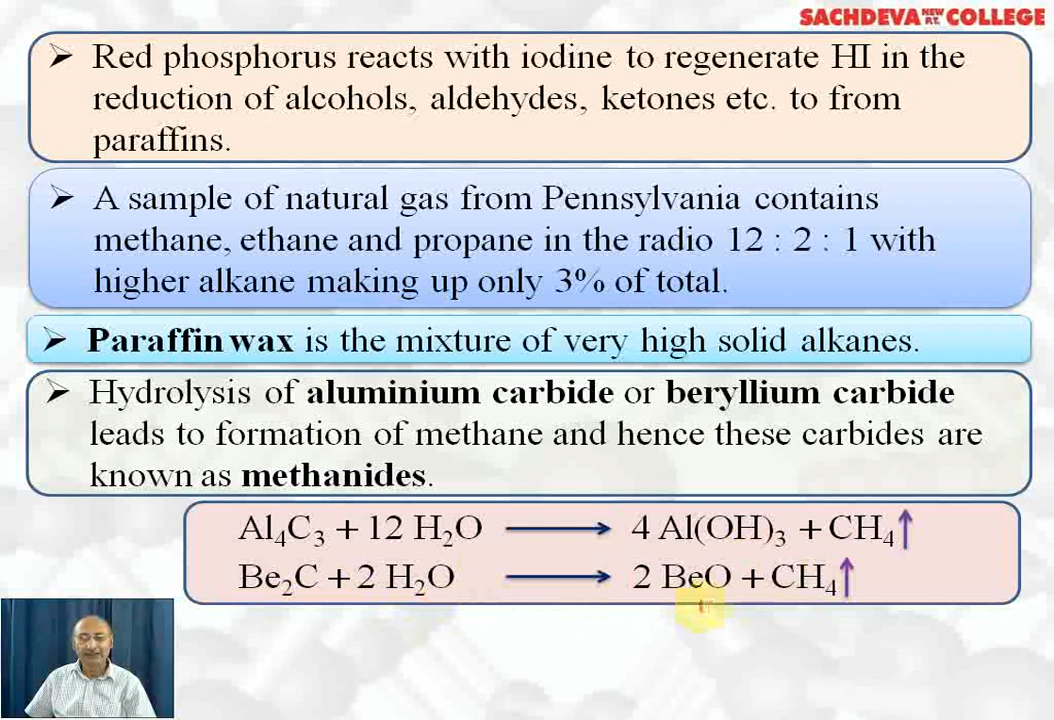 SACHDEVA NEW P.T. COLLEGE
➢ Red phosphorus reacts with iodine to regenerate HI in the
reduction of alcohols, aldehydes, ketones etc. to from
paraffins.
➢ A sample of natural gas from Pennsylvania contains
methane, ethane and propane in the radio 12 : 2 : 1 with
higher alkane making up only 3% of total.
➢ Paraffin wax is the mixture of very high solid alkanes.
➢ Hydrolysis of aluminium carbide or beryllium carbide
leads to formation of methane and hence these carbides are
known as methanides.
Al₄C₃ + 12 H₂O ⟶ 4 Al(OH)₃ + CH₄↑
Be₂C + 2 H₂O ⟶ 2 BeO + CH₄↑